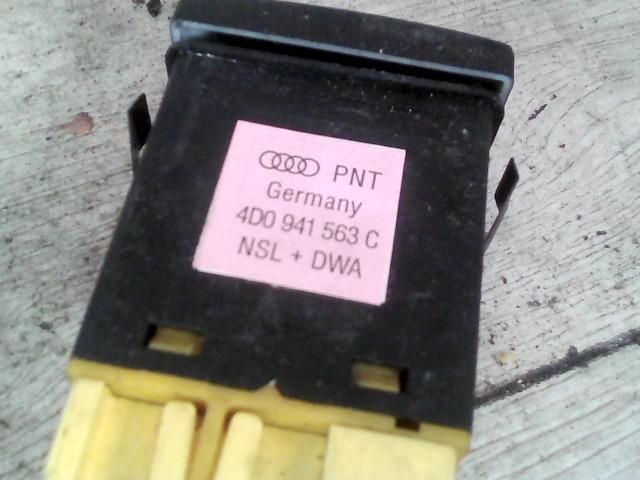 PNT
Germany
4D0 941 563 C
NSL + DWA